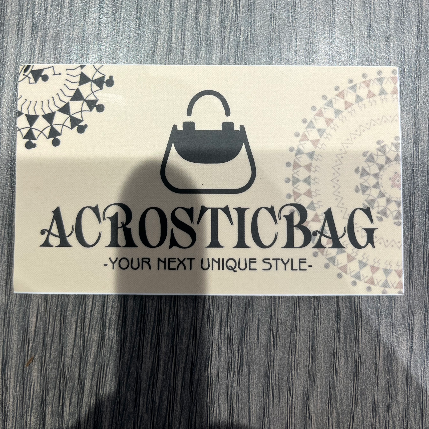 ACROSTICBAG
-YOUR NEXT UNIQUE STYLE-